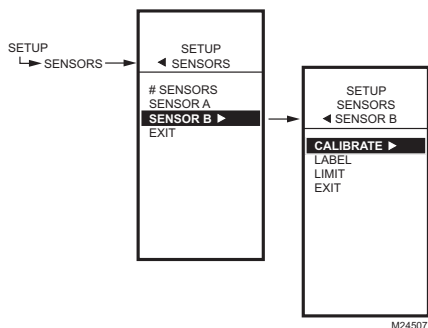 SETUP
SENSORS
SETUP
◄ SENSORS
# SENSORS
SENSOR A
SENSOR B ►
EXIT
SETUP
SENSORS
◄ SENSOR B
CALIBRATE ►
LABEL
LIMIT
EXIT
M24507